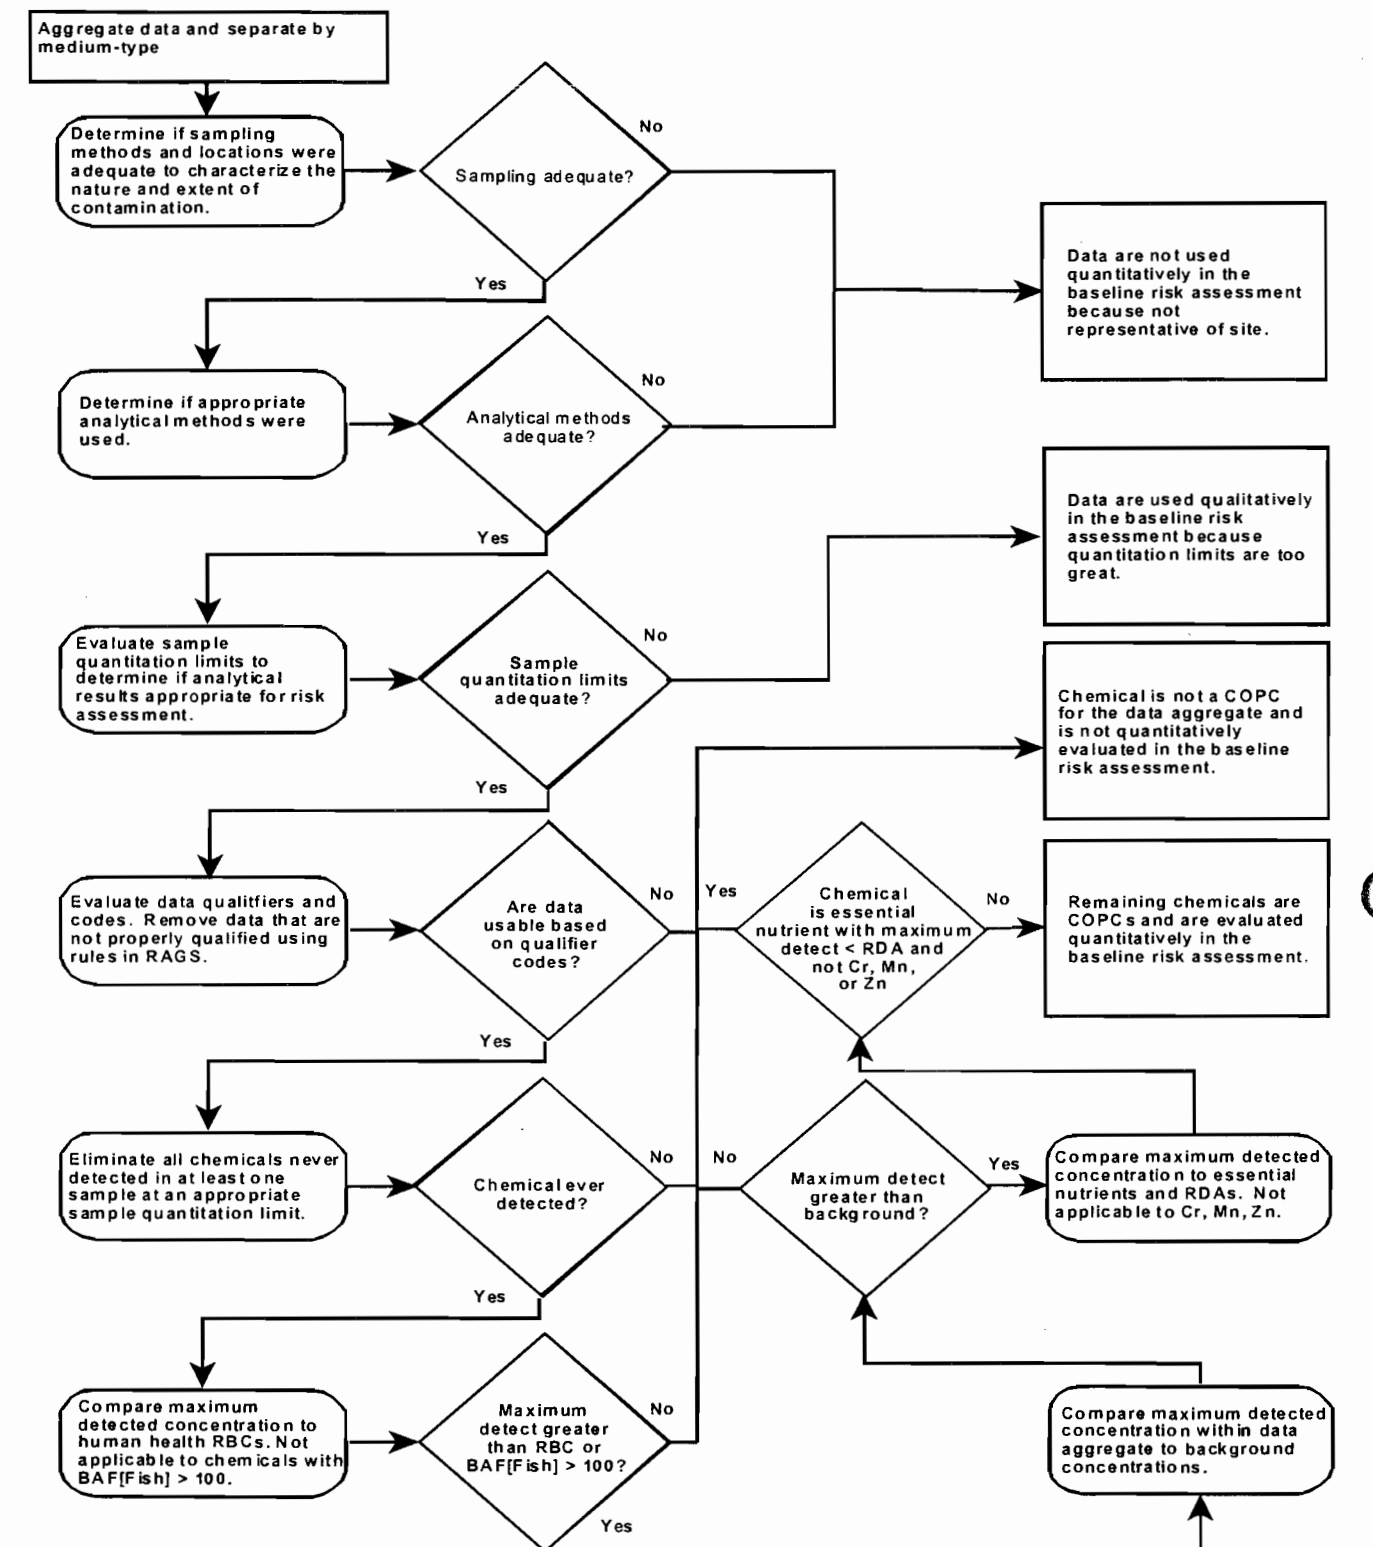 Aggregate data and separate by
medium-type
Determine if sampling
methods and locations were
adequate to characterize the
nature and extent of
contamination.
Sampling adequate?
No
Yes
Data are not used
quantitatively in the
baseline risk assessment
because not
representative of site.
Determine if appropriate
analytical methods were
used.
Analytical methods
adequate?
No
Yes
Data are used qualitatively
in the baseline risk
assessment because
quantitation limits are too
great.
Evaluate sample
quantitation limits to
determine if analytical
results appropriate for risk
assessment.
Sample
quantitation limits
adequate?
No
Yes
Chemical is not a COPC
for the data aggregate and
is not quantitatively
evaluated in the baseline
risk assessment.
Evaluate data qualitfiers and
codes. Remove data that are
not properly qualified using
rules in RAGS.
Are data
usable based
on qualifier
codes?
No
Yes
Yes
Chemical
is essential
nutrient with maximum
detect < RDA and
not Cr, Mn,
or Zn
No
Remaining chemicals are
COPCs and are evaluated
quantitatively in the
baseline risk assessment.
Eliminate all chemicals never
detected in at least one
sample at an appropriate
sample quantitation limit.
Chemical ever
detected?
No
Yes
No
Maximum detect
greater than
background?
Yes
Compare maximum detected
concentration to essential
nutrients and RDAs. Not
applicable to Cr, Mn, Zn.
Compare maximum
detected concentration to
human health RBCs. Not
applicable to chemicals with
BAF[Fish] > 100.
Maximum
detect greater
than RBC or
BAF[Fish] > 100?
No
Yes
Compare maximum detected
concentration within data
aggregate to background
concentrations.